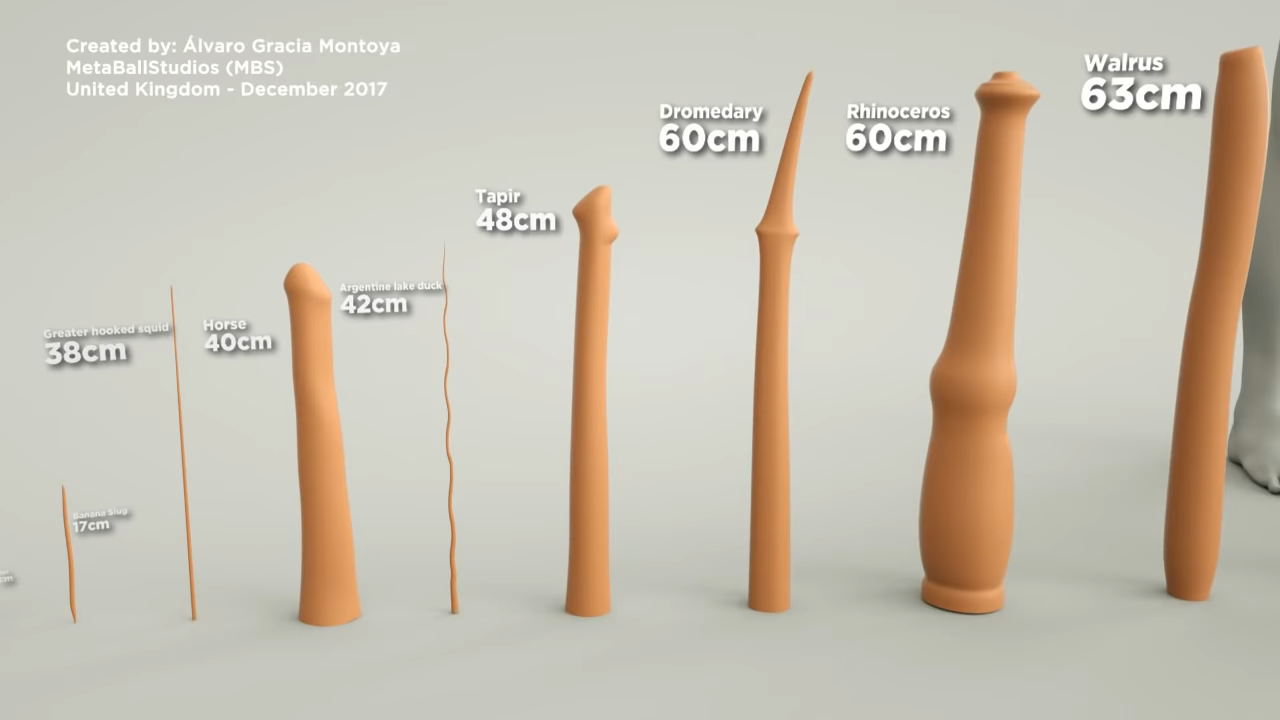 Created by: Álvaro Gracia Montoya
MetaBallStudios (MBS)
United Kingdom - December 2017
Walrus
63cm
Dromedary
60cm
Rhinoceros
60cm
Tapir
48cm
Argentine lake duck
42cm
Horse
40cm
Greater hooked squid
38cm
Banana Slug
17cm
cm